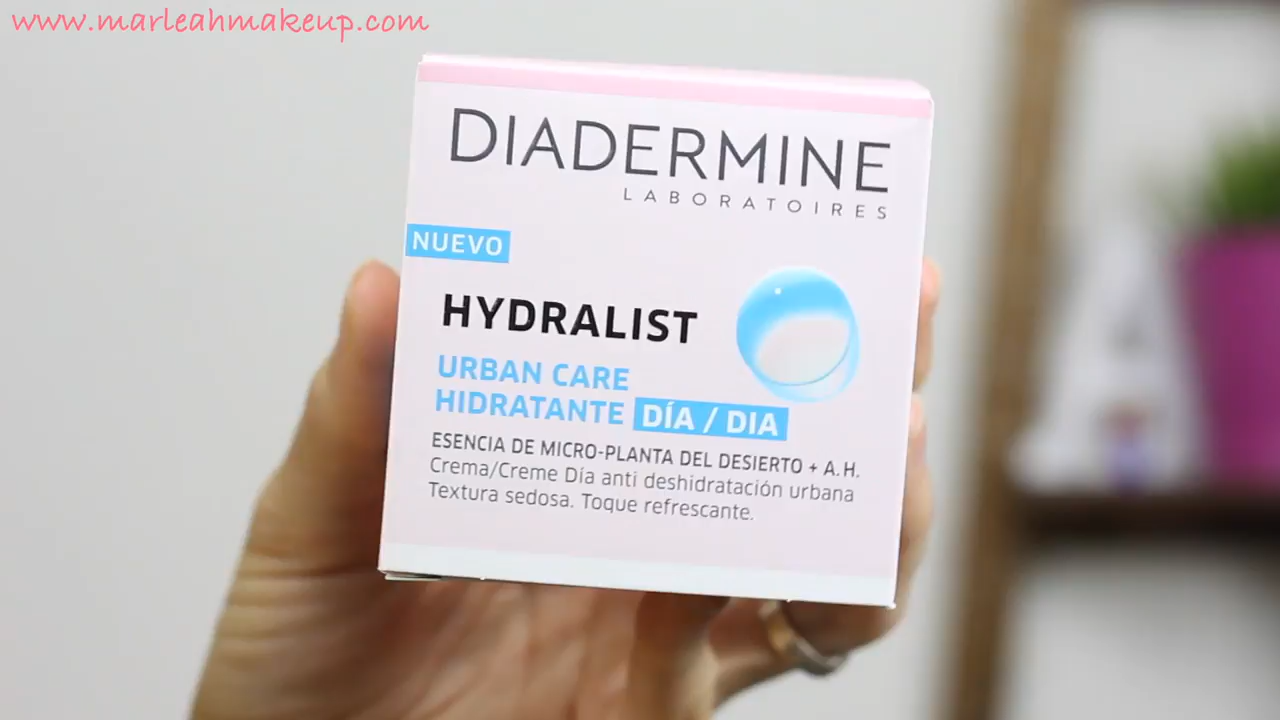 www.marleahmakeup.com
DIADERMINE
LABORATOIRES
NUEVO
HYDRALIST
URBAN CARE
HIDRATANTE DÍA / DIA
ESENCIA DE MICRO-PLANTA DEL DESIERTO + A.H.
Crema/Creme Día anti deshidratación urbana
Textura sedosa. Toque refrescante.